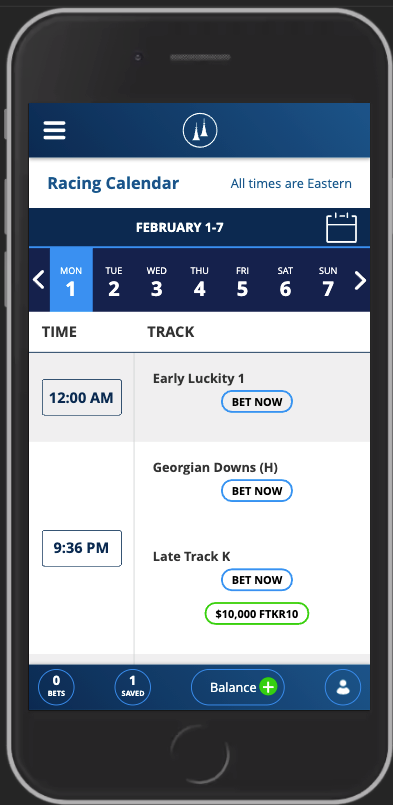 Racing Calendar
All times are Eastern
FEBRUARY 1-7
MON TUE WED THU FRI SAT SUN
1 2 3 4 5 6 7
TIME TRACK
Early Luckity 1
12:00 AM
BET NOW
Georgian Downs (H)
BET NOW
9:36 PM
Late Track K
BET NOW
$10,000 FTKR10
0 BETS
1 SAVED
Balance